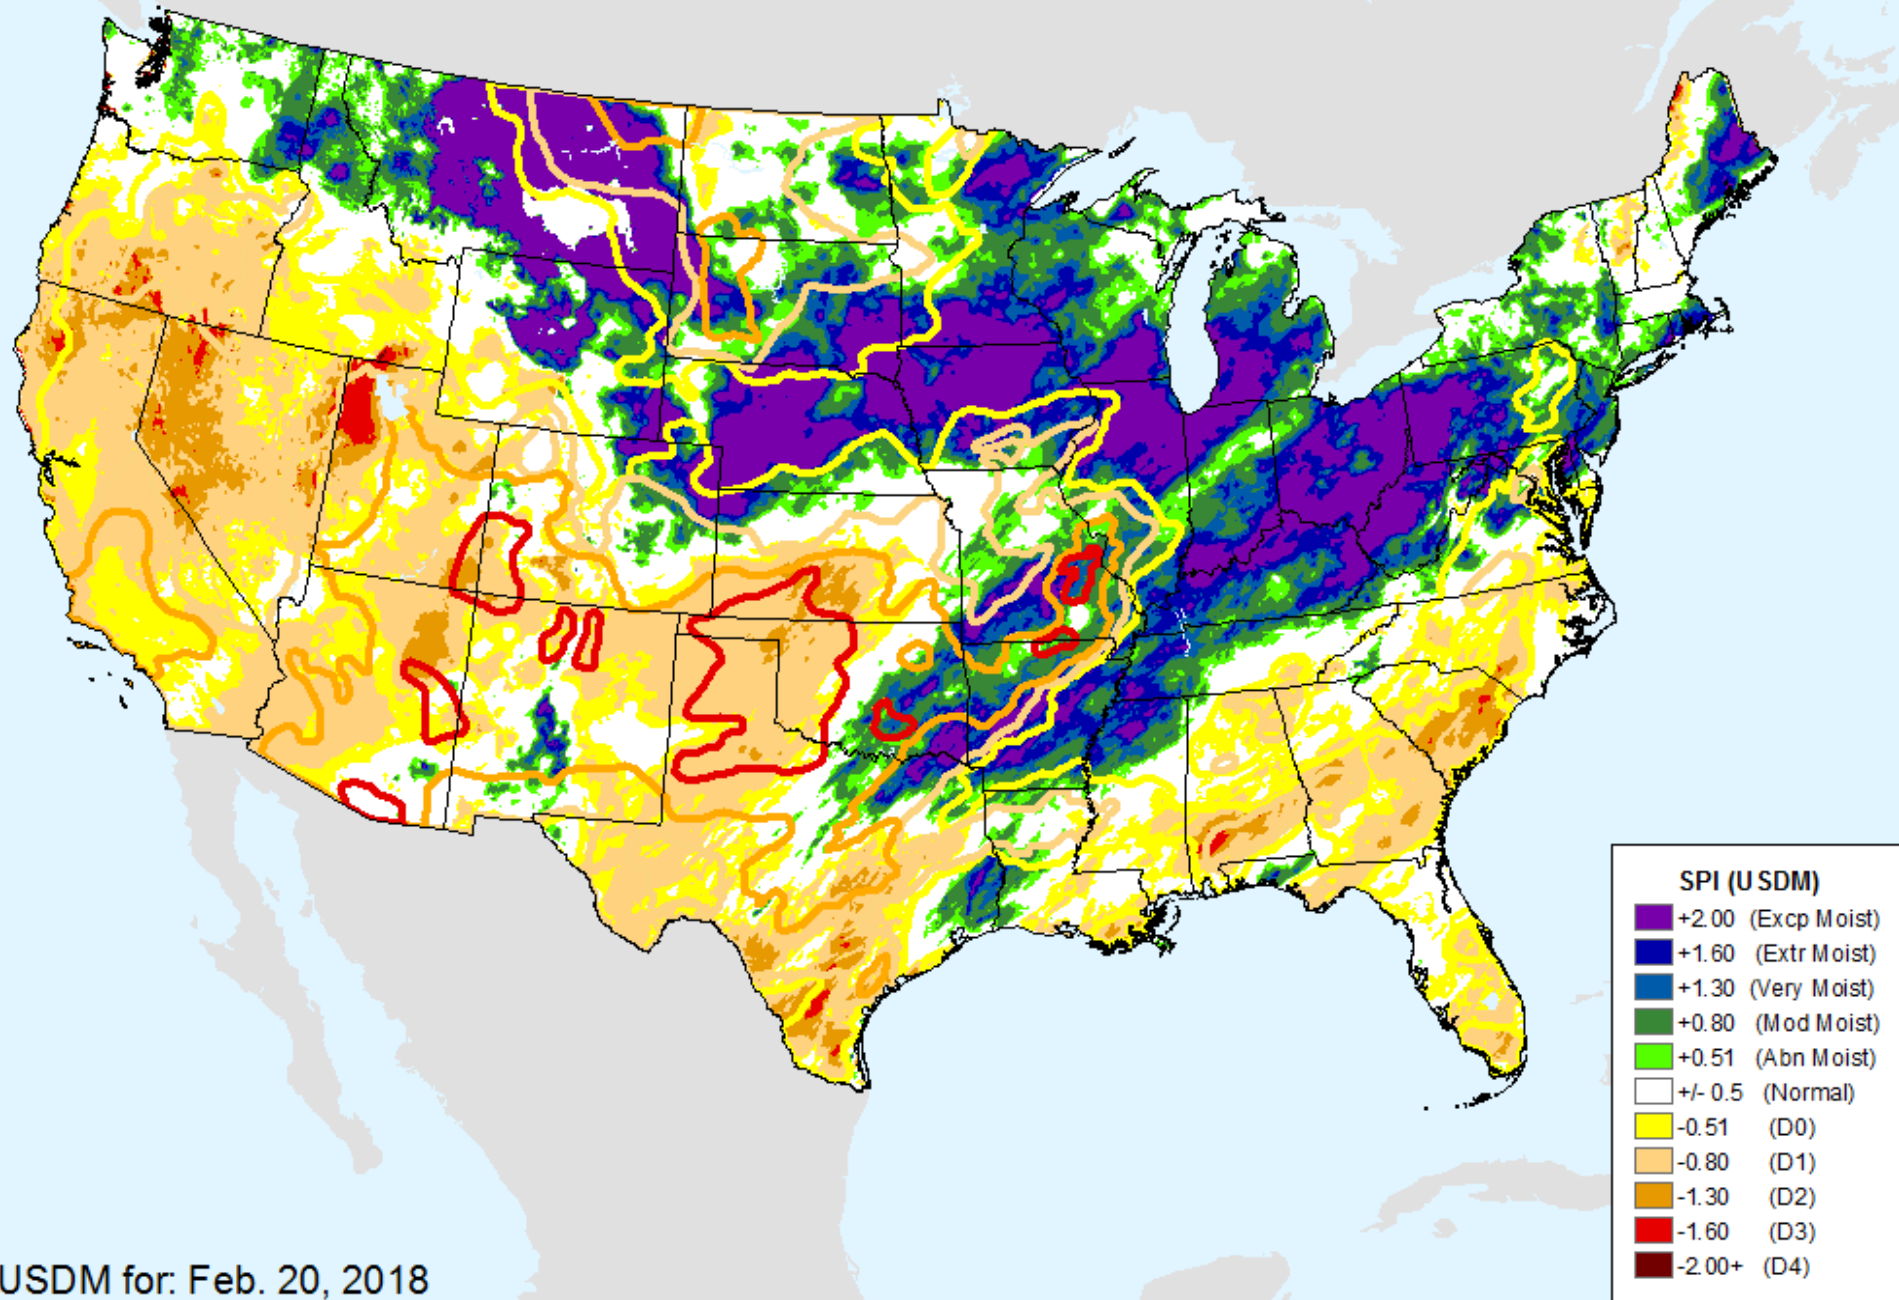 SPI (USDM)
+2.00 (Excp Moist)
+1.60 (Extr Moist)
+1.30 (Very Moist)
+0.80 (Mod Moist)
+0.51 (Abn Moist)
+/- 0.5 (Normal)
-0.51 (D0)
-0.80 (D1)
-1.30 (D2)
-1.60 (D3)
-2.00+ (D4)
USDM for: Feb. 20, 2018